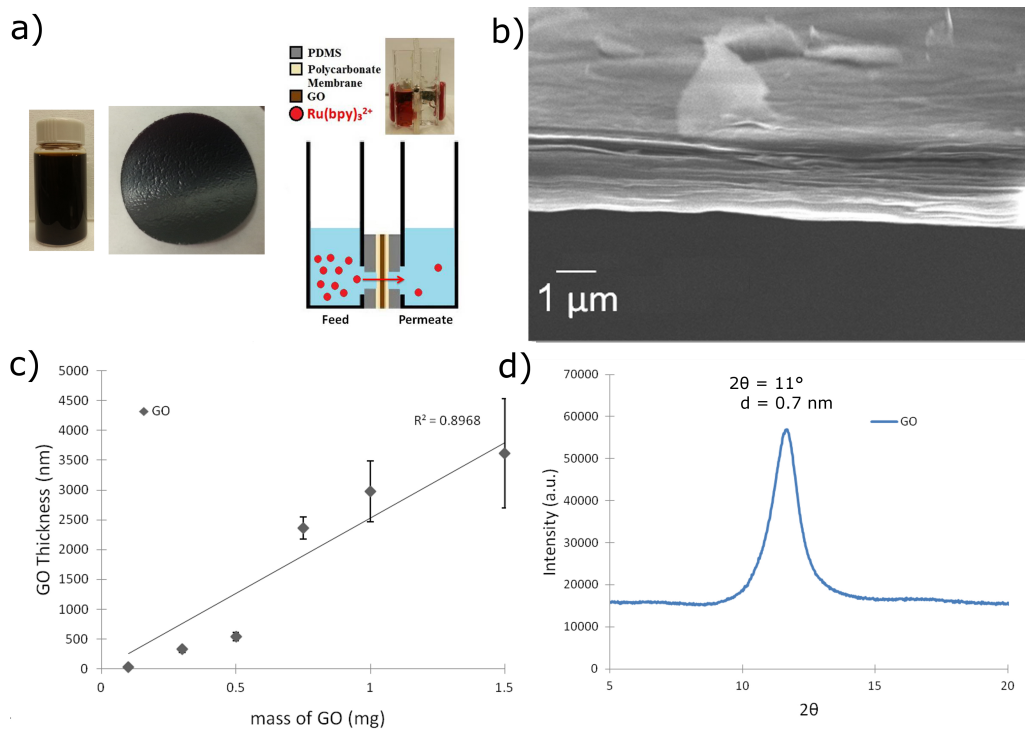 a)
PDMS
Polycarbonate
Membrane
GO
Ru(bpy)₃²⁺
Feed
Permeate
b)
1 μm
c)
5000
4500
4000
3500
3000
2500
2000
1500
1000
500
0
GO Thickness (nm)
GO
R² = 0.8968
0
0.5
1
1.5
mass of GO (mg)
d)
70000
60000
50000
40000
30000
20000
10000
0
Intensity (a.u.)
2θ = 11°
d = 0.7 nm
GO
5
10
15
20
2θ